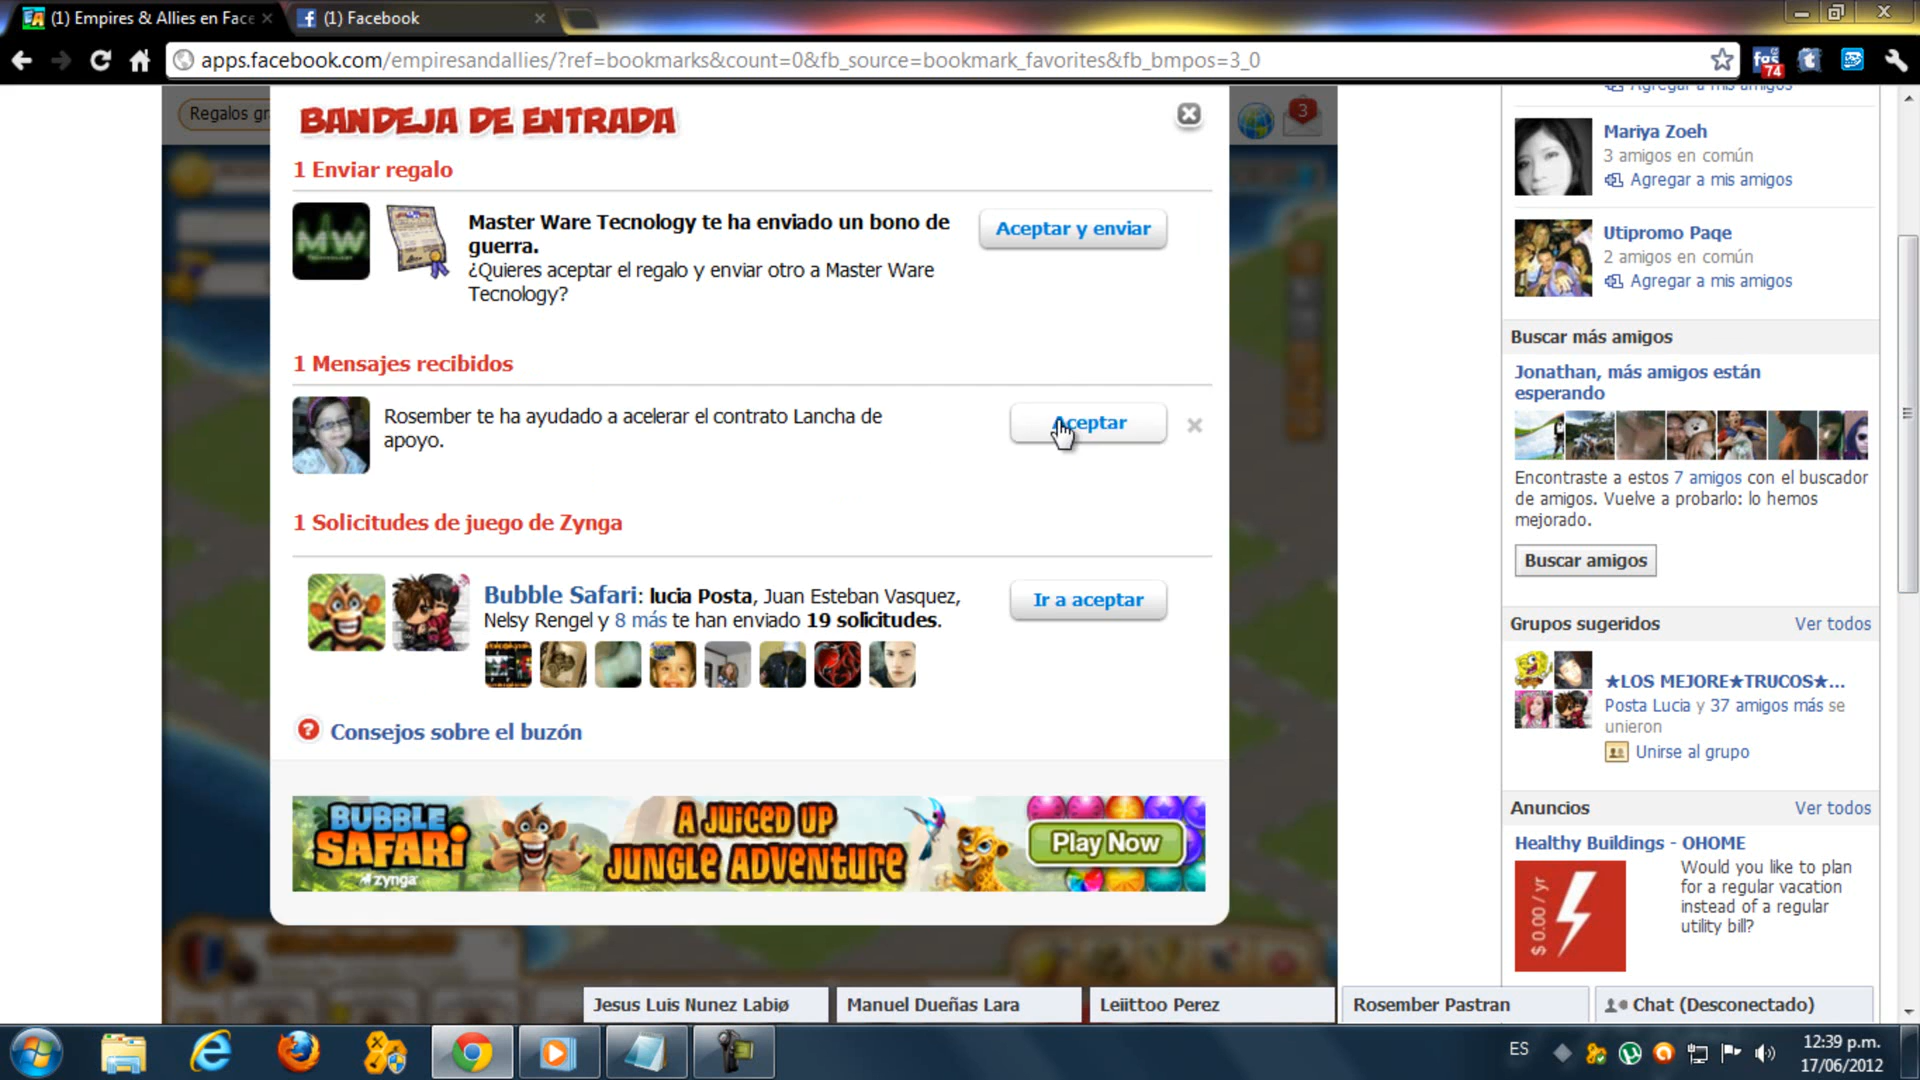 (1) Empires & Allies en Face
(1) Facebook
apps.facebook.com/empiresandallies/?ref=bookmarks&count=0&fb_source=bookmark_favorites&fb_bmpos=3_0
74
Regalos gr
3
BANDEJA DE ENTRADA
1 Enviar regalo
MW
Master Ware Tecnology te ha enviado un bono de
guerra.
¿Quieres aceptar el regalo y enviar otro a Master Ware
Tecnology?
Aceptar y enviar
1 Mensajes recibidos
Rosember te ha ayudado a acelerar el contrato Lancha de
apoyo.
Aceptar
1 Solicitudes de juego de Zynga
Bubble Safari: lucia Posta, Juan Esteban Vasquez,
Nelsy Rengel y 8 más te han enviado 19 solicitudes.
Ir a aceptar
Consejos sobre el buzón
BUBBLE
SAFARI
zynga
A JUICED UP
JUNGLE ADVENTURE
Play Now
Agregar a mis amigos
Mariya Zoeh
3 amigos en común
Agregar a mis amigos
Utipromo Paqe
2 amigos en común
Agregar a mis amigos
Buscar más amigos
Jonathan, más amigos están
esperando
Encontraste a estos 7 amigos con el buscador
de amigos. Vuelve a probarlo: lo hemos
mejorado.
Buscar amigos
Grupos sugeridos
Ver todos
★LOS MEJORE★TRUCOS★...
Posta Lucia y 37 amigos más se
unieron
Unirse al grupo
Anuncios
Ver todos
Healthy Buildings - OHOME
$ 0.00 / yr
Would you like to plan
for a regular vacation
instead of a regular
utility bill?
Jesus Luis Nunez Labiø
Manuel Dueñas Lara
Leiittoo Perez
Rosember Pastran
Chat (Desconectado)
ES
12:39 p.m.
17/06/2012